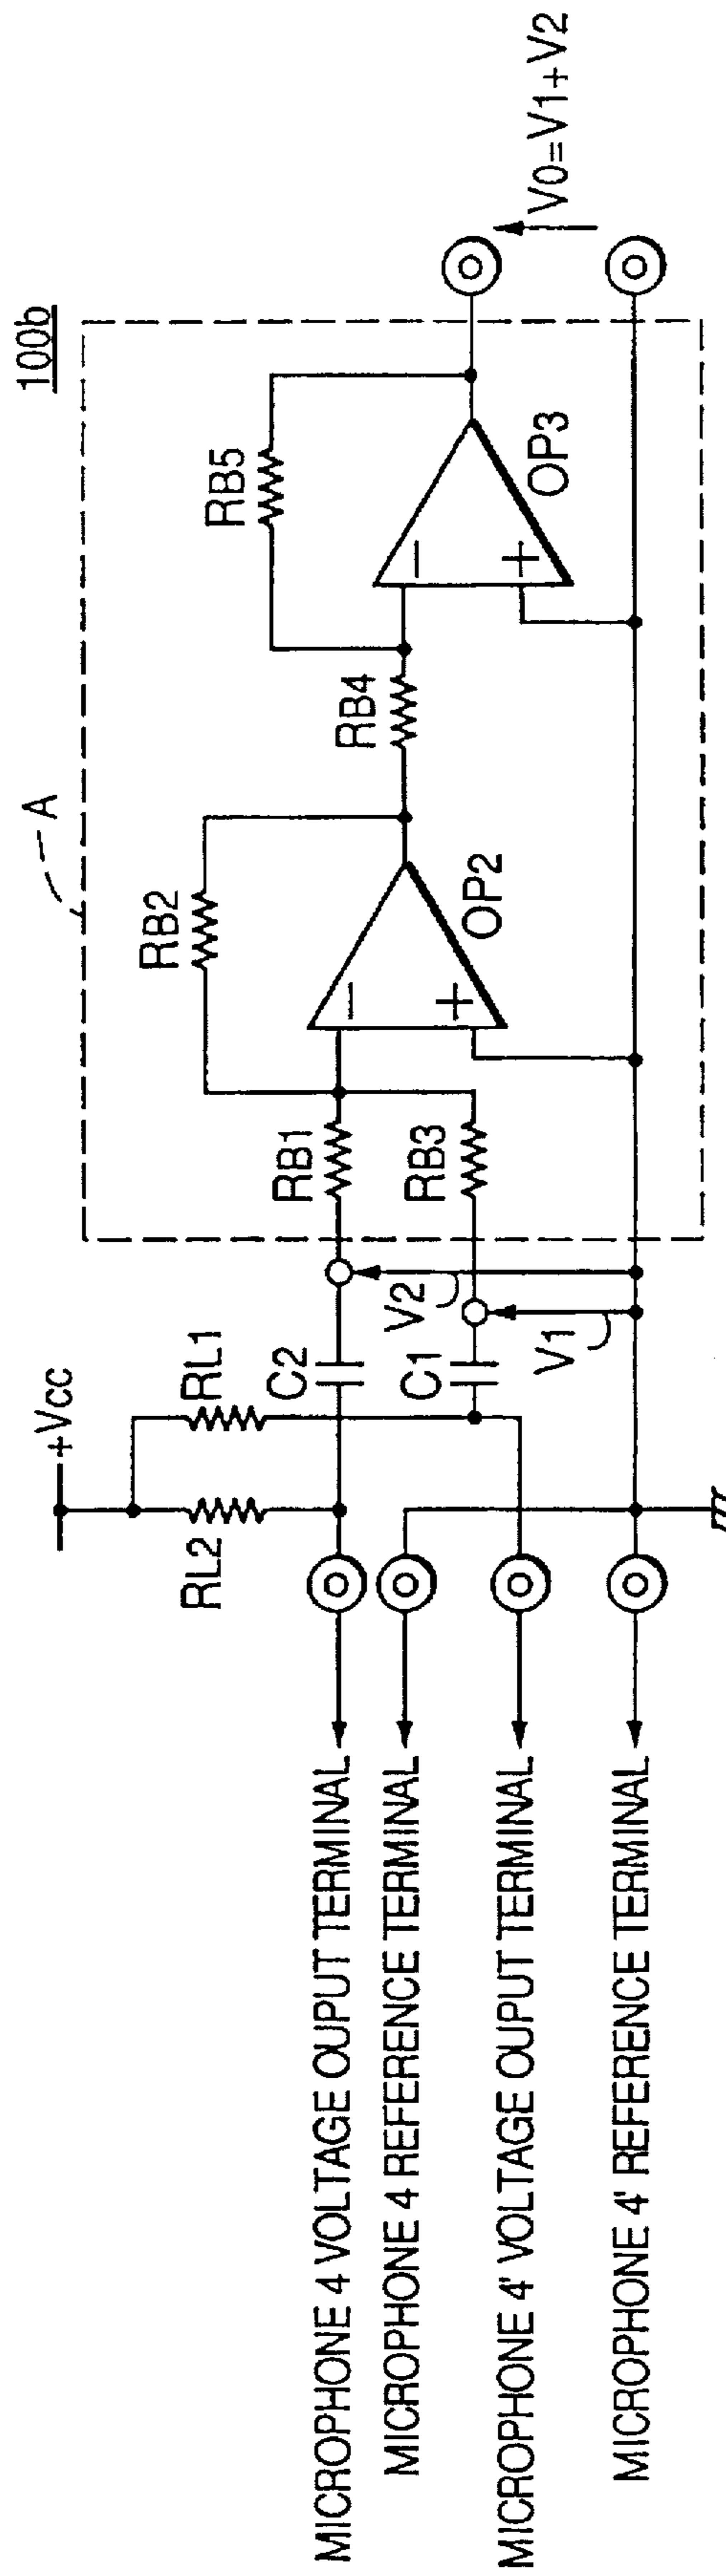 100b
A
+Vcc
RL2
RL1
C2
C1
V2
V1
RB1
RB2
RB3
OP2
RB4
RB5
OP3
V0=V1+V2
MICROPHONE 4 VOLTAGE OUPUT TERMINAL
MICROPHONE 4 REFERENCE TERMINAL
MICROPHONE 4' VOLTAGE OUPUT TERMINAL
MICROPHONE 4' REFERENCE TERMINAL